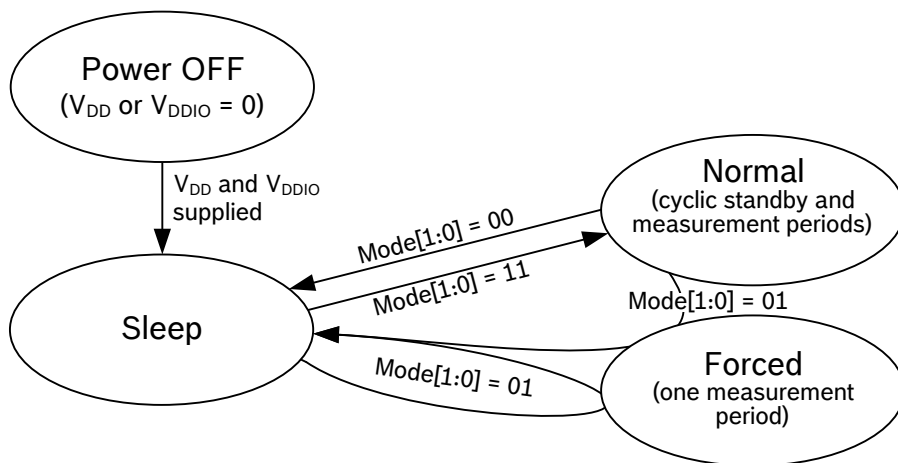 Power OFF
(VDD or VDDIO = 0)
VDD and VDDIO
supplied
Normal
(cyclic standby and
measurement periods)
Mode[1:0] = 00
Mode[1:0] = 11
Mode[1:0] = 01
Sleep
Mode[1:0] = 01
Forced
(one measurement
period)